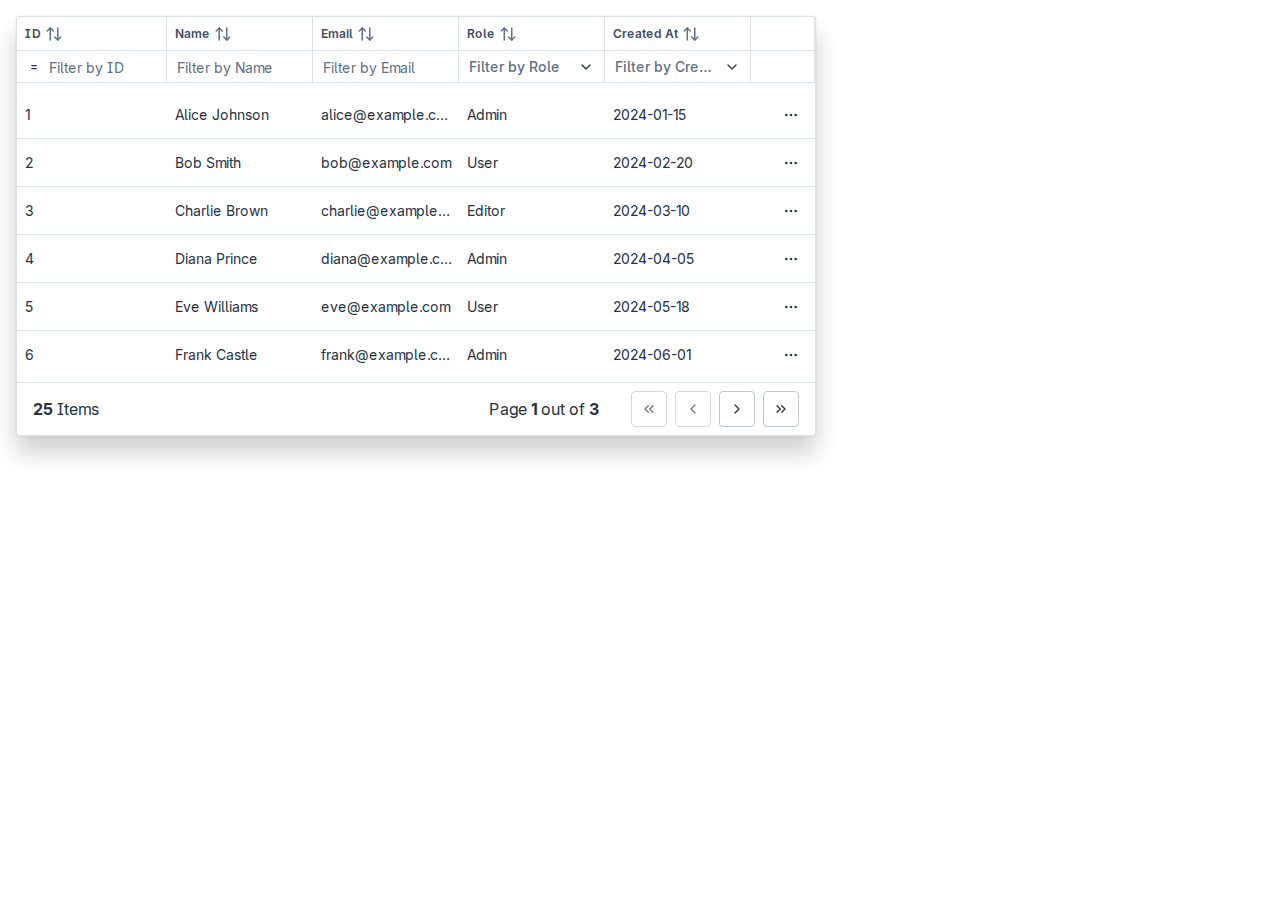 ID Name Email Role Created At
= Filter by ID Filter by Name Filter by Email Filter by Role Filter by Cre...
1 Alice Johnson alice@example.c... Admin 2024-01-15 ...
2 Bob Smith bob@example.com User 2024-02-20 ...
3 Charlie Brown charlie@example... Editor 2024-03-10 ...
4 Diana Prince diana@example.c... Admin 2024-04-05 ...
5 Eve Williams eve@example.com User 2024-05-18 ...
6 Frank Castle frank@example.c... Admin 2024-06-01 ...
25 Items Page 1 out of 3